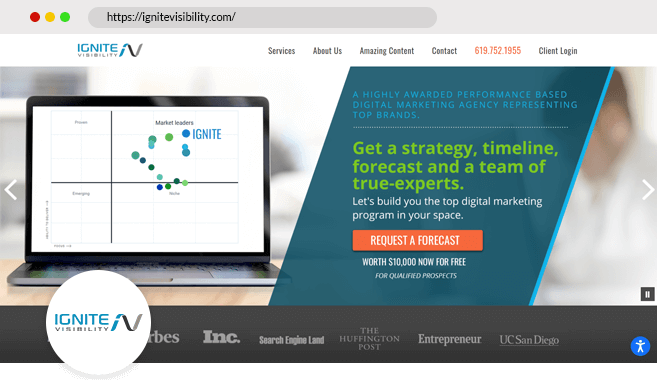 https://ignitevisibility.com/
IGNITE
VISIBILITY
Services About Us Amazing Content Contact 619.752.1955 Client Login
A HIGHLY AWARDED PERFORMANCE BASED
DIGITAL MARKETING AGENCY REPRESENTING
TOP BRANDS.
Proven
Market leaders
IGNITE
Emerging
Niche
Get a strategy, timeline,
forecast and a team of
true-experts.
Let's build you the top digital marketing
program in your space.
REQUEST A FORECAST
WORTH $10,000 NOW FOR FREE
FOR QUALIFIED PROSPECTS
IGNITE
VISIBILITY
Inc.
Search Engine Land
THE
HUFFINGTON
POST
Entrepreneur
UC San Diego